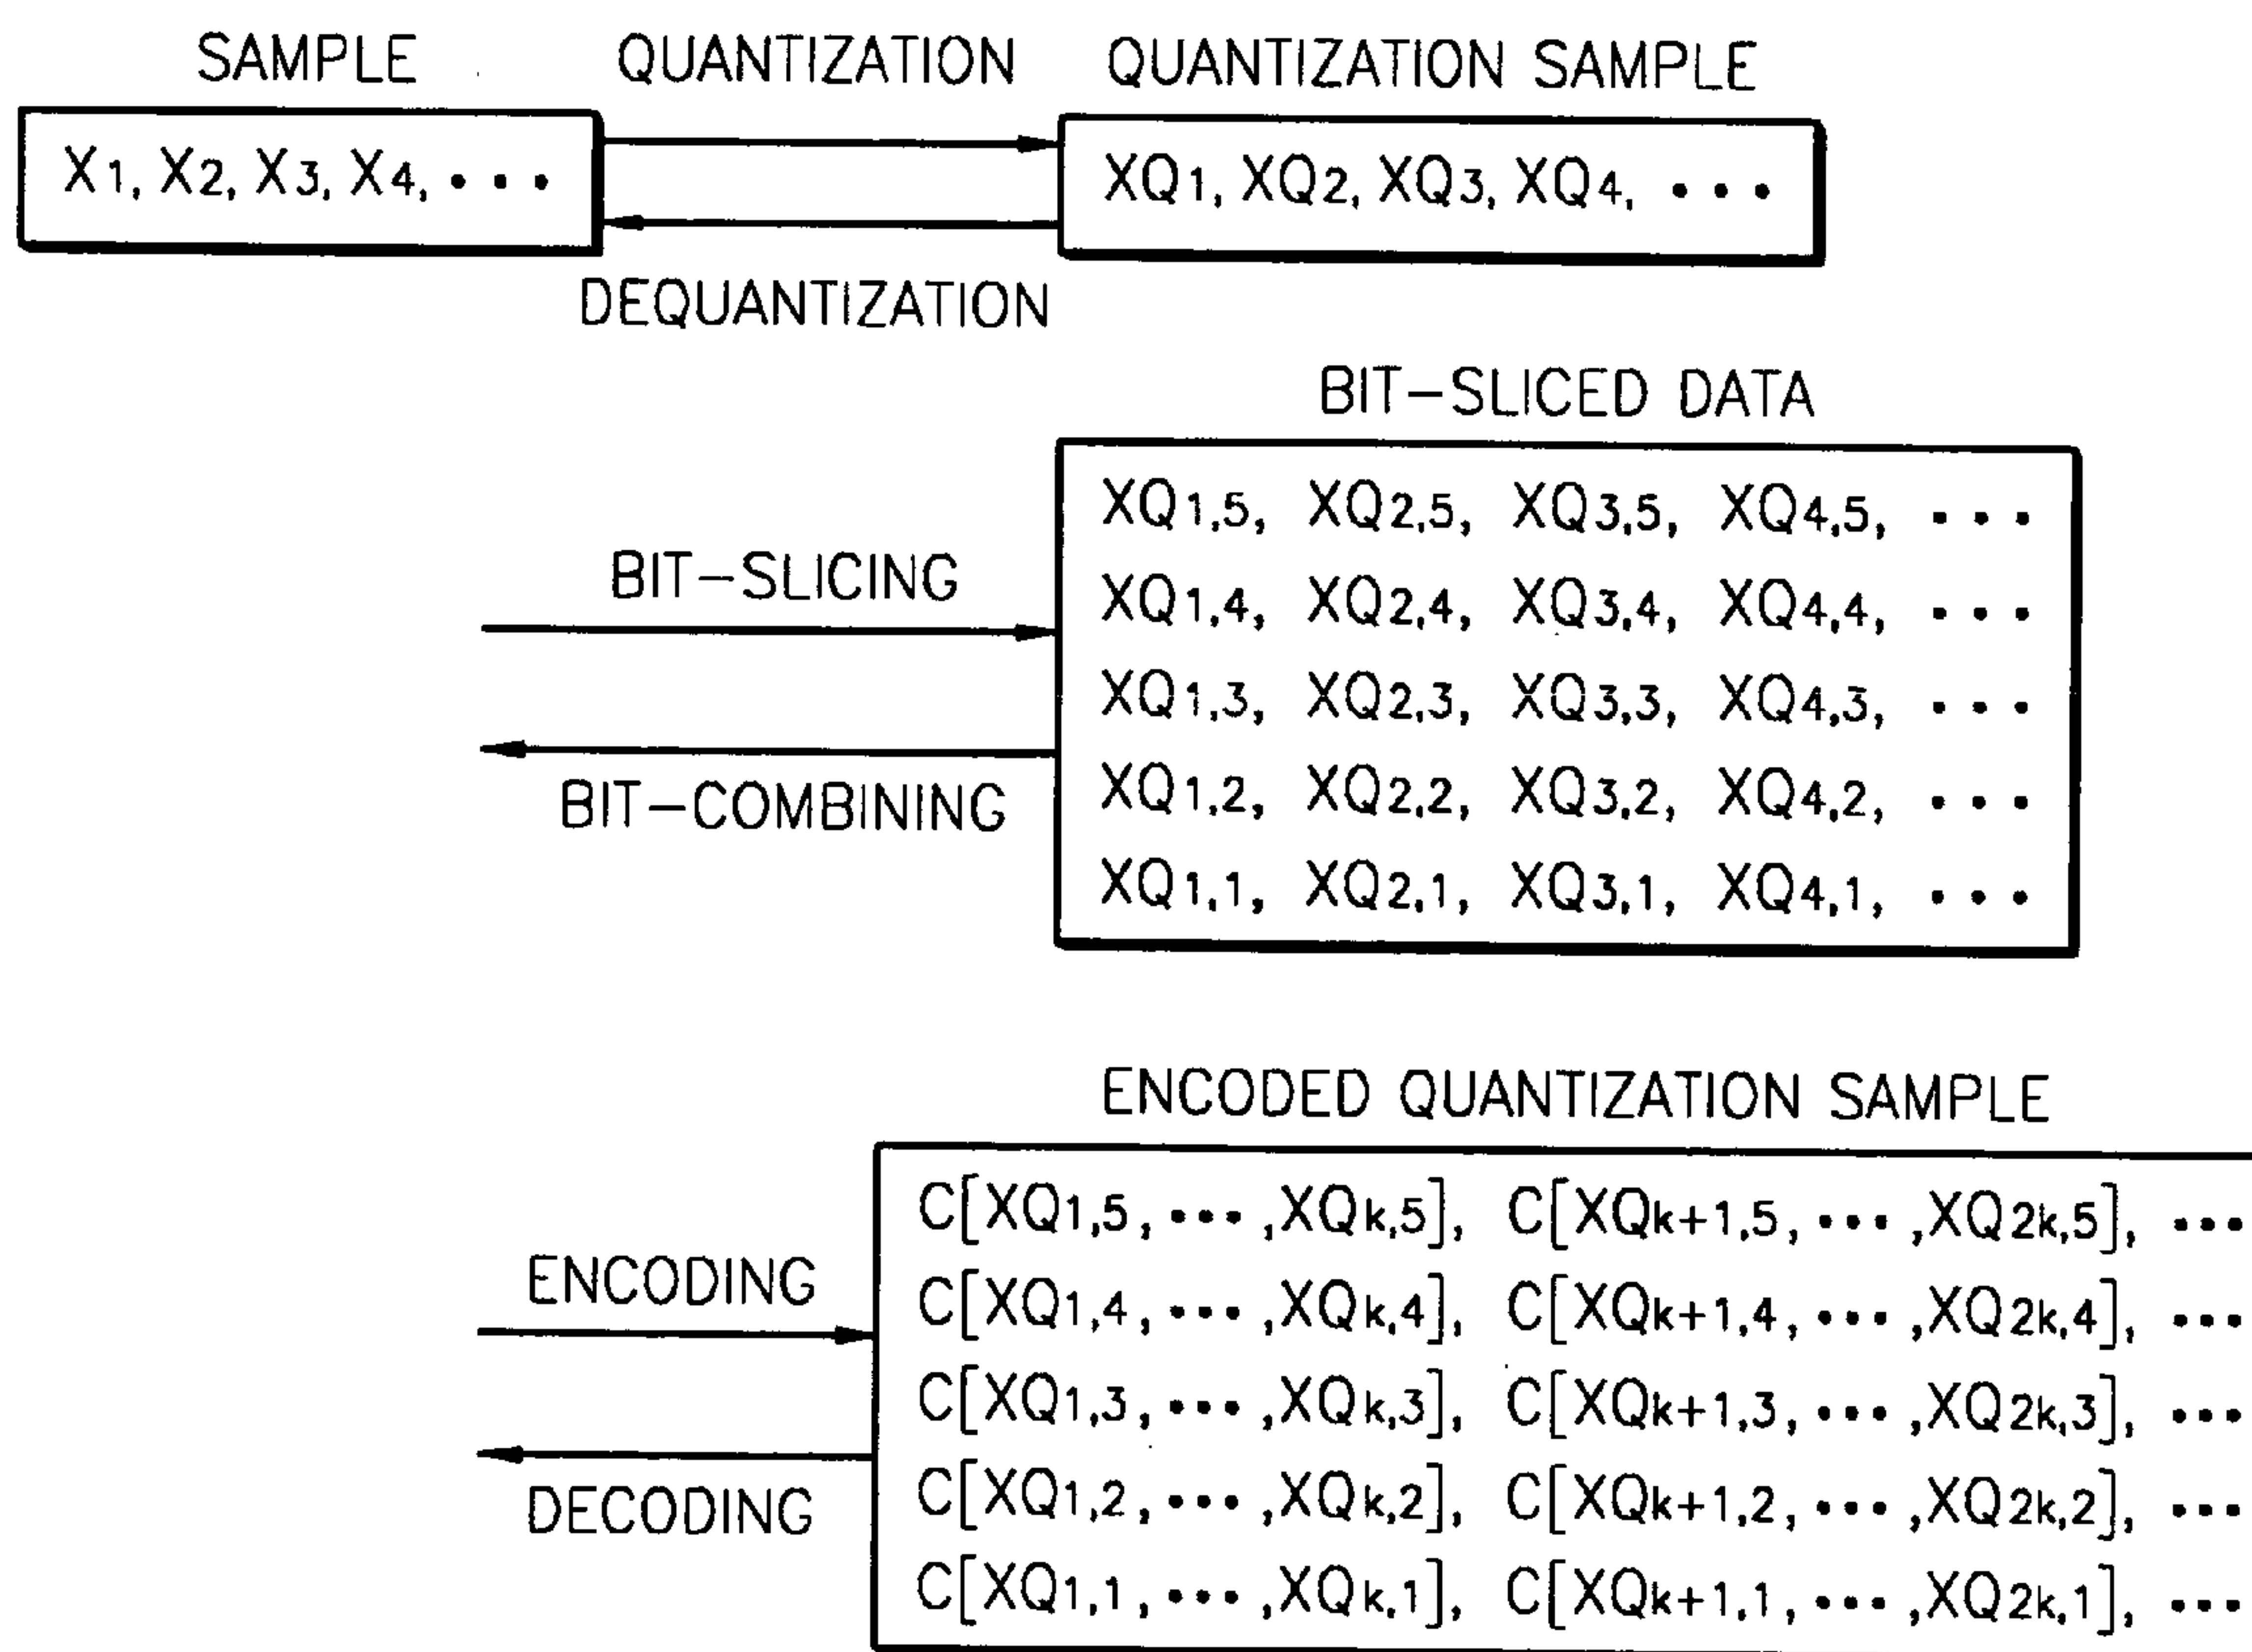 SAMPLE QUANTIZATION QUANTIZATION SAMPLE
X1, X2, X3, X4, •••
XQ1, XQ2, XQ3, XQ4, •••
DEQUANTIZATION
BIT-SLICED DATA
XQ1,5, XQ2,5, XQ3,5, XQ4,5, •••
BIT-SLICING
XQ1,4, XQ2,4, XQ3,4, XQ4,4, •••
XQ1,3, XQ2,3, XQ3,3, XQ4,3, •••
BIT-COMBINING
XQ1,2, XQ2,2, XQ3,2, XQ4,2, •••
XQ1,1, XQ2,1, XQ3,1, XQ4,1, •••
ENCODED QUANTIZATION SAMPLE
C[XQ1,5, ••• ,XQk,5], C[XQk+1,5, ••• ,XQ2k,5], •••
ENCODING
C[XQ1,4, ••• ,XQk,4], C[XQk+1,4, ••• ,XQ2k,4], •••
C[XQ1,3, ••• ,XQk,3], C[XQk+1,3, ••• ,XQ2k,3], •••
DECODING
C[XQ1,2, ••• ,XQk,2], C[XQk+1,2, ••• ,XQ2k,2], •••
C[XQ1,1, ••• ,XQk,1], C[XQk+1,1, ••• ,XQ2k,1], •••